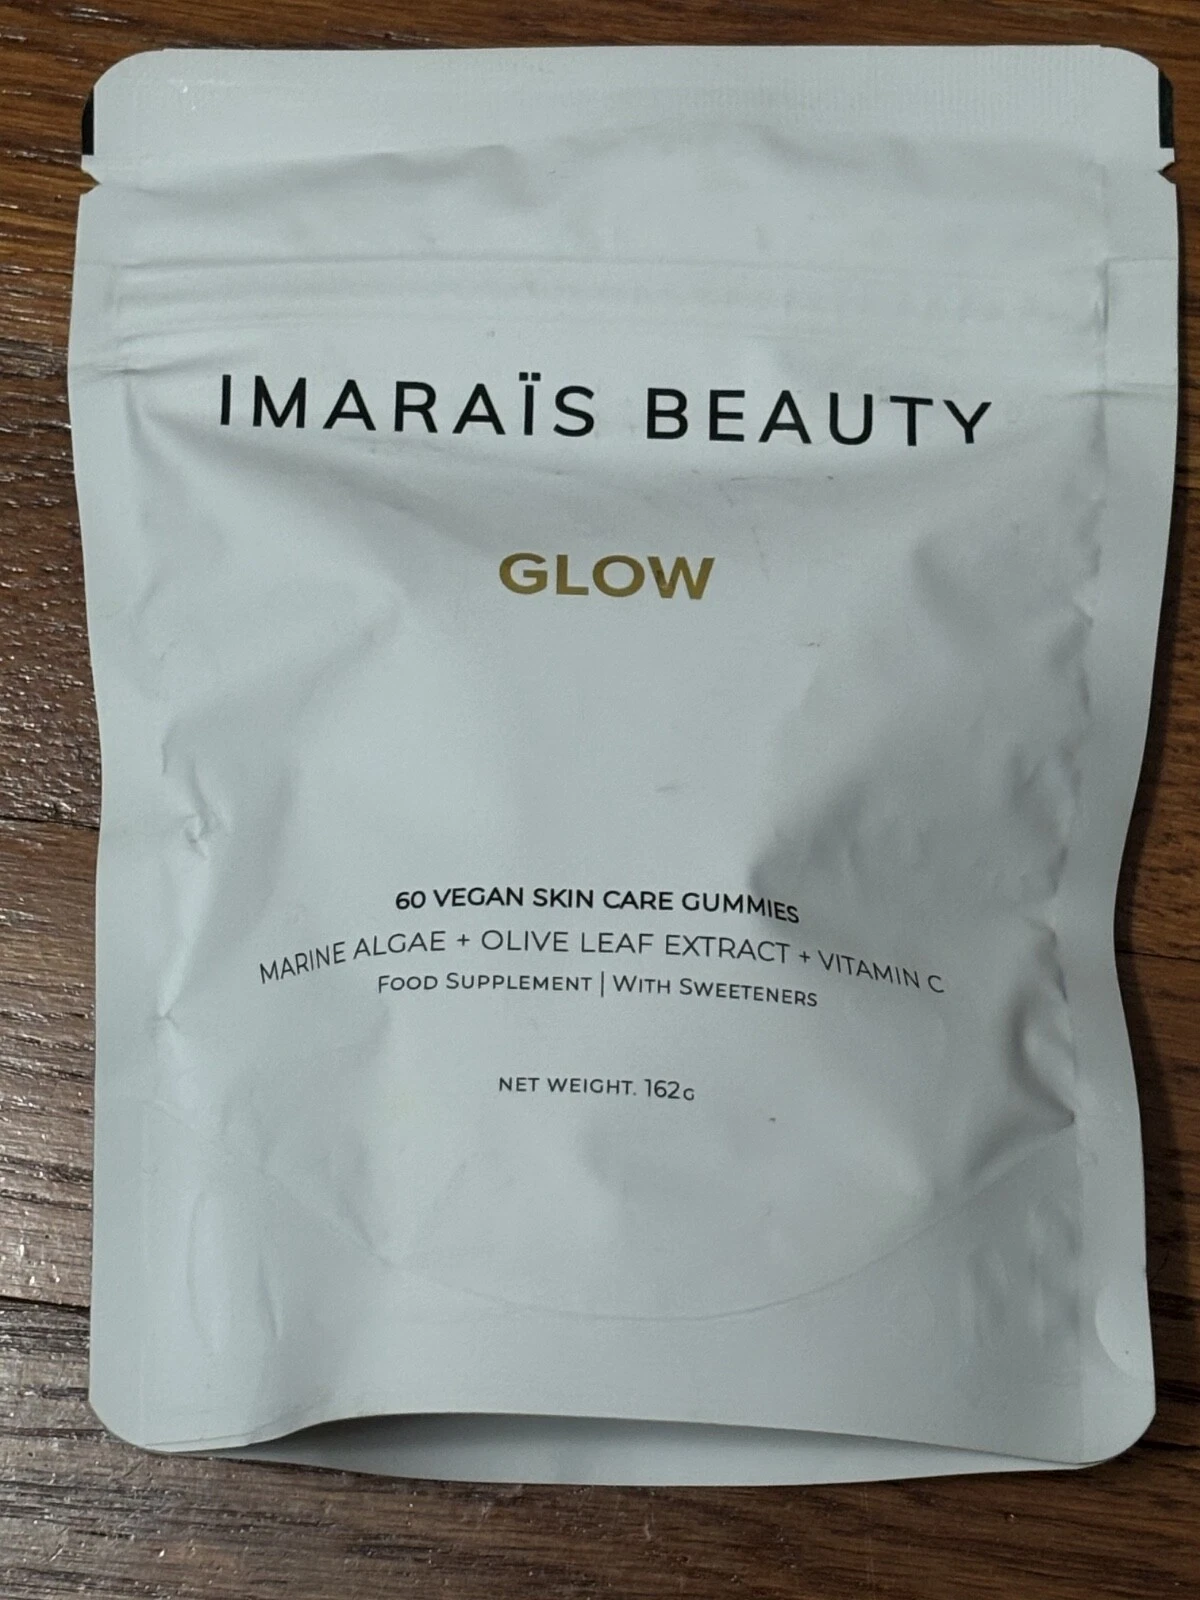 IMARAÏS BEAUTY
GLOW
60 VEGAN SKIN CARE GUMMIES
MARINE ALGAE + OLIVE LEAF EXTRACT + VITAMIN C
FOOD SUPPLEMENT | WITH SWEETENERS
NET WEIGHT. 162G